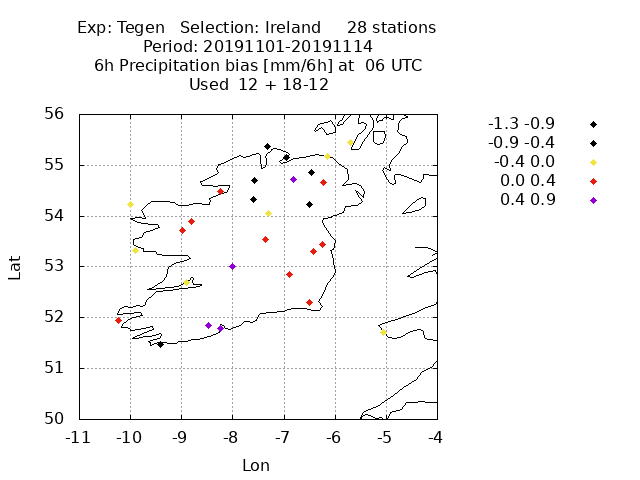 Exp: Tegen   Selection: Ireland     28 stations
Period: 20191101-20191114
6h Precipitation bias [mm/6h] at  06 UTC
Used  12 + 18-12
56
55
54
53
52
51
50
-11 -10 -9 -8 -7 -6 -5 -4
Lat
Lon
-1.3 -0.9
-0.9 -0.4
-0.4 0.0
0.0 0.4
0.4 0.9